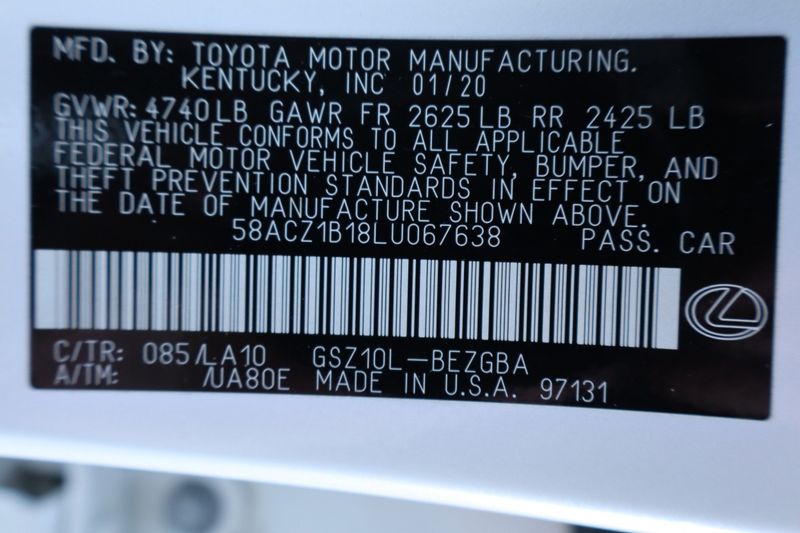 MFD. BY: TOYOTA MOTOR MANUFACTURING.
KENTUCKY, INC 01/20
GVWR: 4740LB GAWR FR 2625LB RR 2425 LB
THIS VEHICLE CONFORMS TO ALL APPLICABLE
FEDERAL MOTOR VEHICLE SAFETY, BUMPER, AND
THEFT PREVENTION STANDARDS IN EFFECT ON
THE DATE OF MANUFACTURE SHOWN ABOVE.
58ACZ1B18LU067638 PASS. CAR
C/TR: 085/LA10 GSZ10L-BEZGBA
A/TM: /UA80E MADE IN U.S.A. 97131